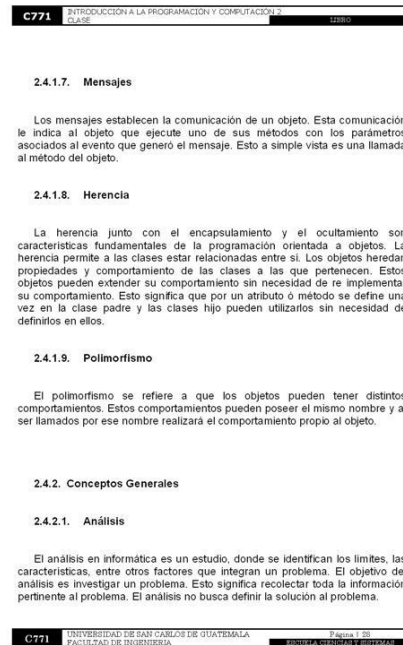 C771
INTRODUCCIÓN A LA PROGRAMACIÓN Y COMPUTACIÓN 2
CLASE
LIBRO
2.4.1.7. Mensajes
Los mensajes establecen la comunicación de un objeto. Esta comunicación
le indica al objeto que ejecute uno de sus métodos con los parámetros
asociados al evento que generó el mensaje. Esto a simple vista es una llamada
al método del objeto.
2.4.1.8. Herencia
La herencia junto con el encapsulamiento y el ocultamiento son
características fundamentales de la programación orientada a objetos. La
herencia permite a las clases estar relacionadas entre si. Los objetos heredan
propiedades y comportamiento de las clases a las que pertenecen. Estos
objetos pueden extender su comportamiento sin necesidad de re implementa
su comportamiento. Esto significa que por un atributo ó método se define una
vez en la clase padre y las clases hijo pueden utilizarlos sin necesidad de
definirlos en ellos.
2.4.1.9. Polimorfismo
El polimorfismo se refiere a que los objetos pueden tener distintos
comportamientos. Estos comportamientos pueden poseer el mismo nombre y a
ser llamados por ese nombre realizará el comportamiento propio al objeto.
2.4.2. Conceptos Generales
2.4.2.1. Análisis
El análisis en informática es un estudio, donde se identifican los límites, las
características, entre otros factores que integran un problema. El objetivo de
análisis es investigar un problema. Esto significa recolectar toda la información
pertinente al problema. El análisis no busca definir la solución al problema.
C771
UNIVERSIDAD DE SAN CARLOS DE GUATEMALA
FACULTAD DE INGENIERIA
Página | 28
ESCUELA CIENCIAS Y SISTEMAS